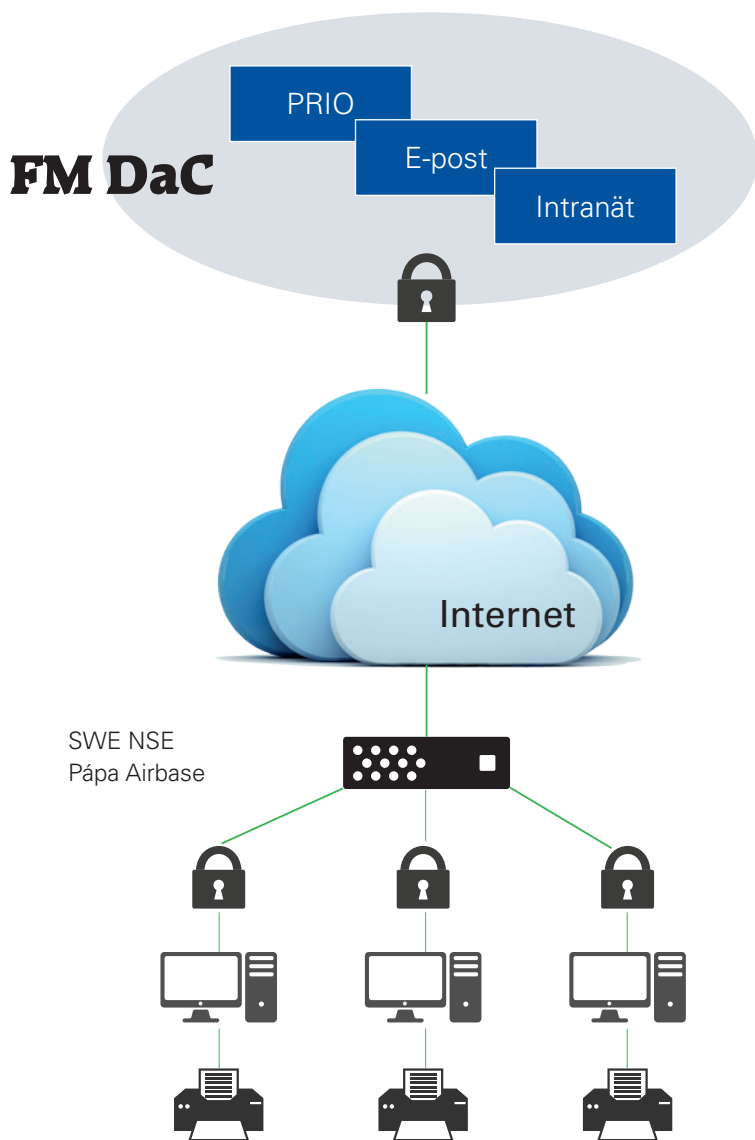 PRIO
E-post
FM DaC
Intranät
Internet
SWE NSE
Pápa Airbase